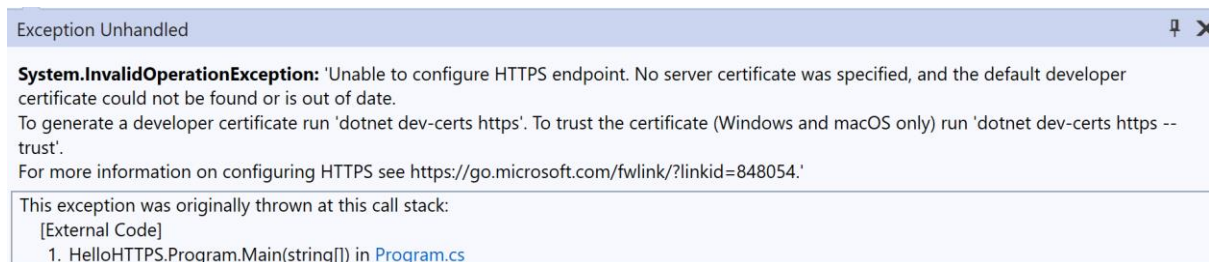 Exception Unhandled
System.InvalidOperationException: 'Unable to configure HTTPS endpoint. No server certificate was specified, and the default developer
certificate could not be found or is out of date.
To generate a developer certificate run 'dotnet dev-certs https'. To trust the certificate (Windows and macOS only) run 'dotnet dev-certs https --
trust'.
For more information on configuring HTTPS see https://go.microsoft.com/fwlink/?linkid=848054.'
This exception was originally thrown at this call stack:
[External Code]
1. HelloHTTPS.Program.Main(string[]) in Program.cs